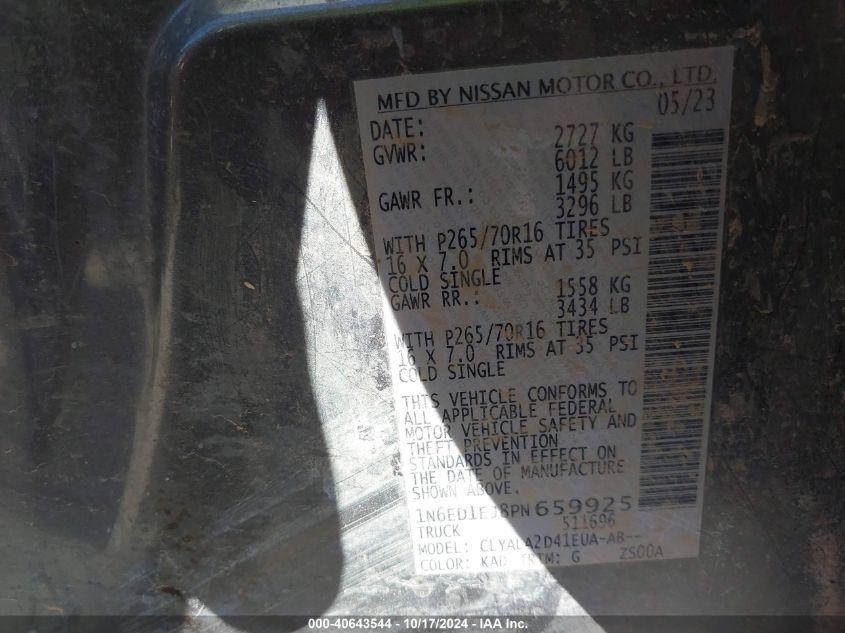 MFD BY NISSAN MOTOR CO., LTD.
DATE: 05/23
GVWR: 2727 KG
6012 LB
GAWR FR.: 1495 KG
3296 LB
WITH P265/70R16 TIRES
16 X 7.0 RIMS AT 35 PSI
COLD SINGLE
GAWR RR.: 1558 KG
3434 LB
WITH P265/70R16 TIRES
16 X 7.0 RIMS AT 35 PSI
COLD SINGLE
THIS VEHICLE CONFORMS TO
ALL APPLICABLE FEDERAL
MOTOR VEHICLE SAFETY AND
THEFT PREVENTION
STANDARDS IN EFFECT ON
THE DATE OF MANUFACTURE
SHOWN ABOVE.
1N6ED1EJ8PN 659925
TRUCK 511696
MODEL: CLYALA2D41EUA-AB--
COLOR: KAD TRIM: G ZS00A
000-40643544 / 10/17/2024 - IAA Inc.